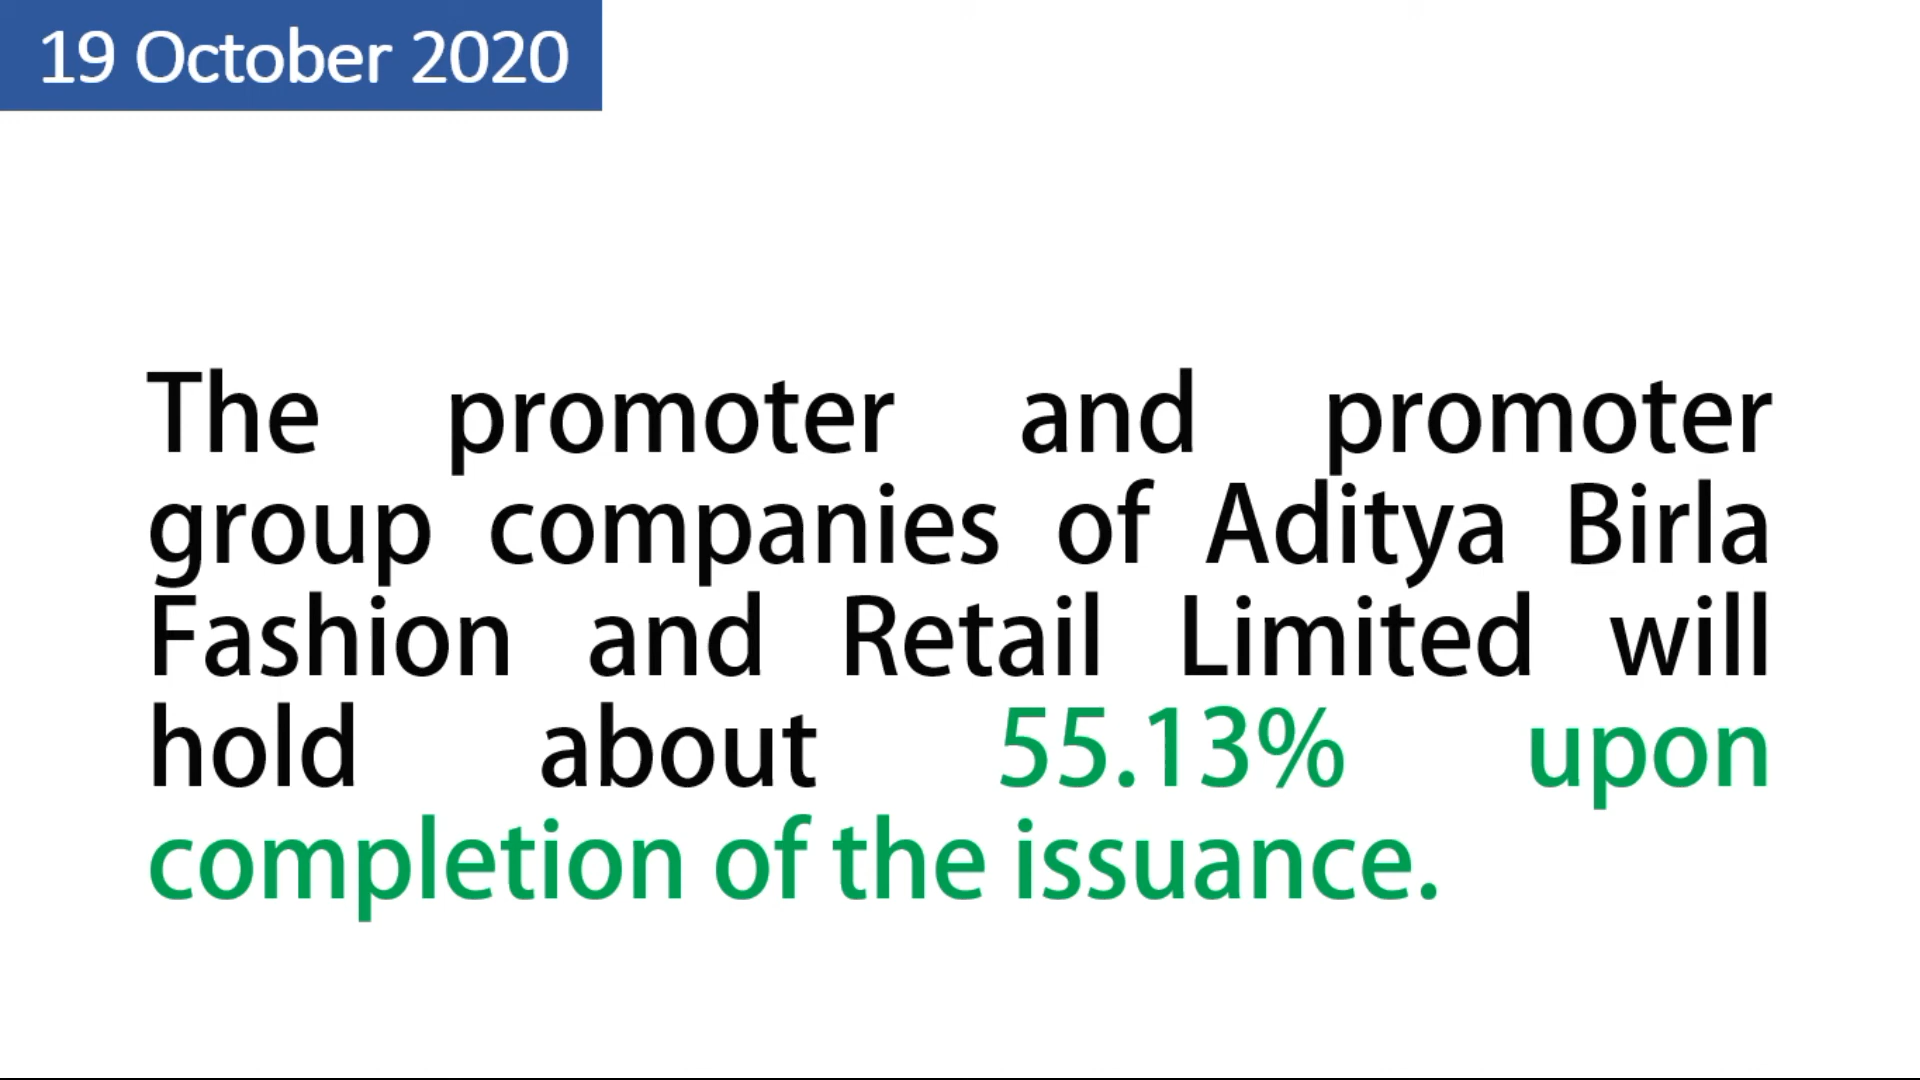 19 October 2020
The promoter and promoter
group companies of Aditya Birla
Fashion and Retail Limited will
hold about 55.13% upon
completion of the issuance.